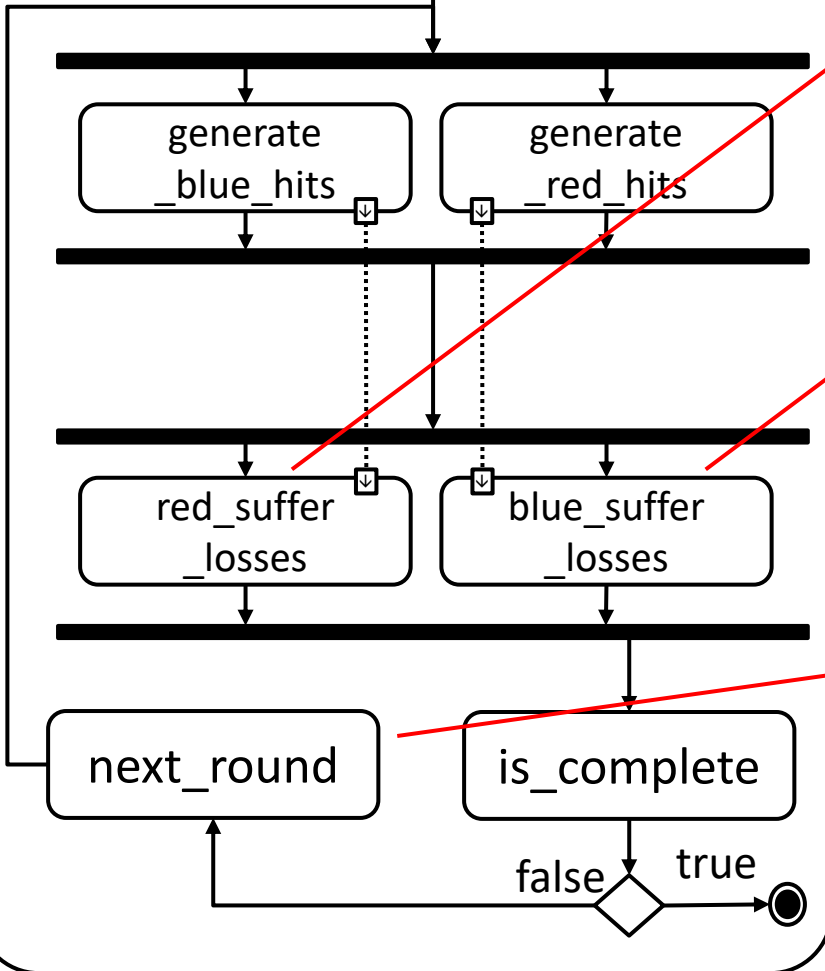 generate
_blue_hits
generate
_red_hits
red_suffer
_losses
blue_suffer
_losses
next_round
is_complete
false
true